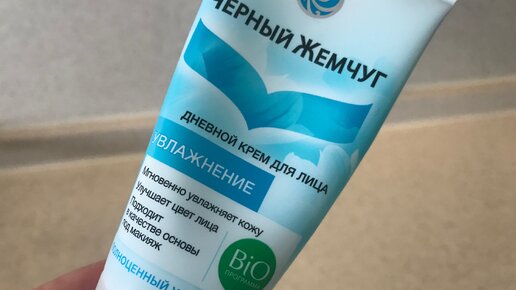 ЧЕРНЫЙ ЖЕМЧУГ
ДНЕВНОЙ КРЕМ ДЛЯ ЛИЦА
УВЛАЖНЕНИЕ
Мгновенно увлажняет кожу
Улучшает цвет лица
Подходит
в качестве основы
под макияж
BiO
ПРОГРАММА